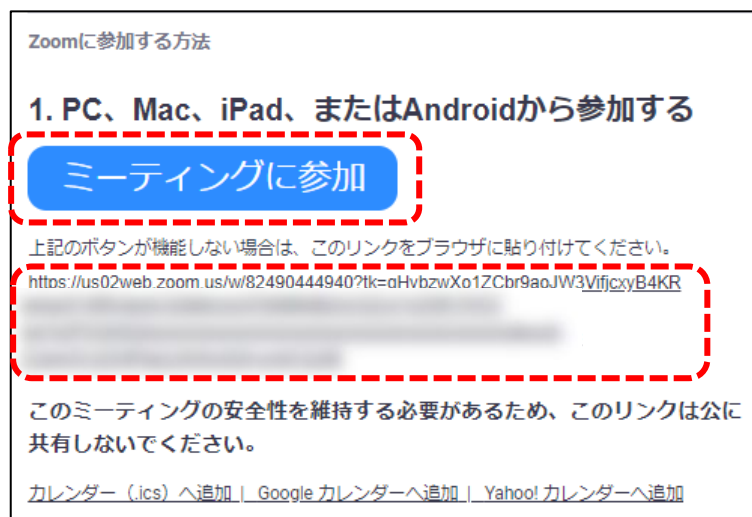 Zoomに参加する方法
1. PC、Mac、iPad、またはAndroidから参加する
ミーティングに参加
上記のボタンが機能しない場合は、このリンクをブラウザに貼り付けてください。
https://us02web.zoom.us/w/82490444940?tk=qHvbzwXo1ZCbr9aoJW3VifjcxyB4KR
このミーティングの安全性を維持する必要があるため、このリンクは公に
共有しないでください。
カレンダー（.ics）へ追加 | Google カレンダーへ追加 | Yahoo! カレンダーへ追加